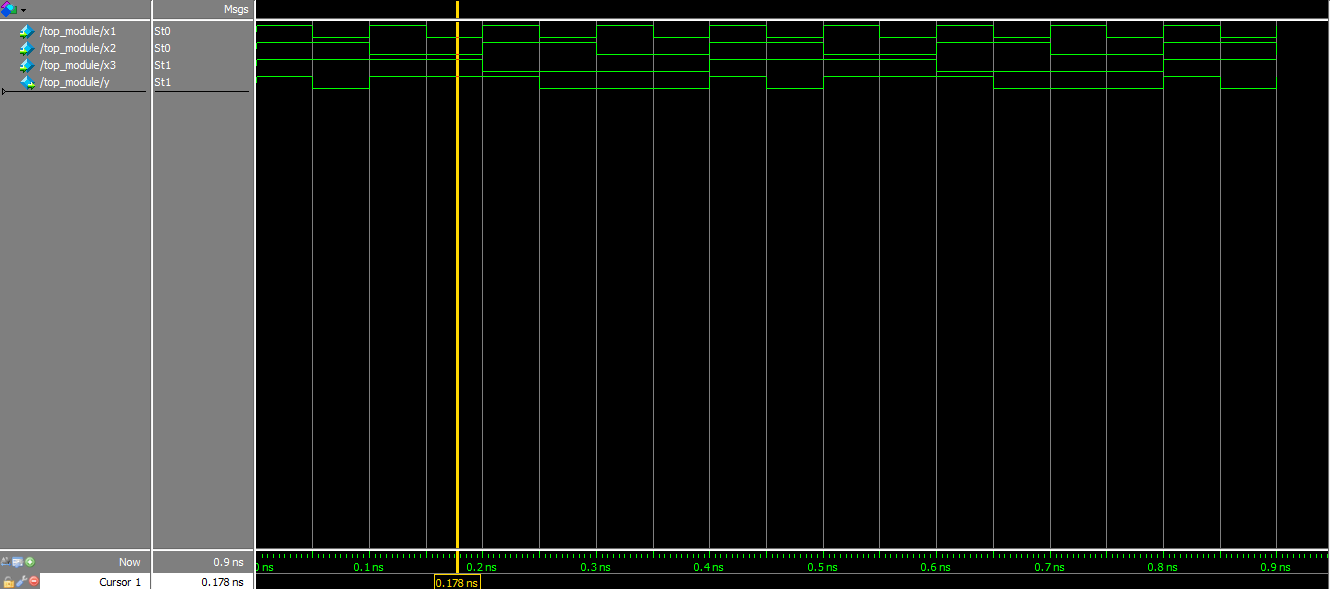 Msgs
/top_module/x1 St0
/top_module/x2 St0
/top_module/x3 St1
/top_module/y St1
Now 0.9 ns
0 ns 0.1 ns 0.2 ns 0.3 ns 0.4 ns 0.5 ns 0.6 ns 0.7 ns 0.8 ns 0.9 ns
Cursor 1 0.178 ns
0.178 ns